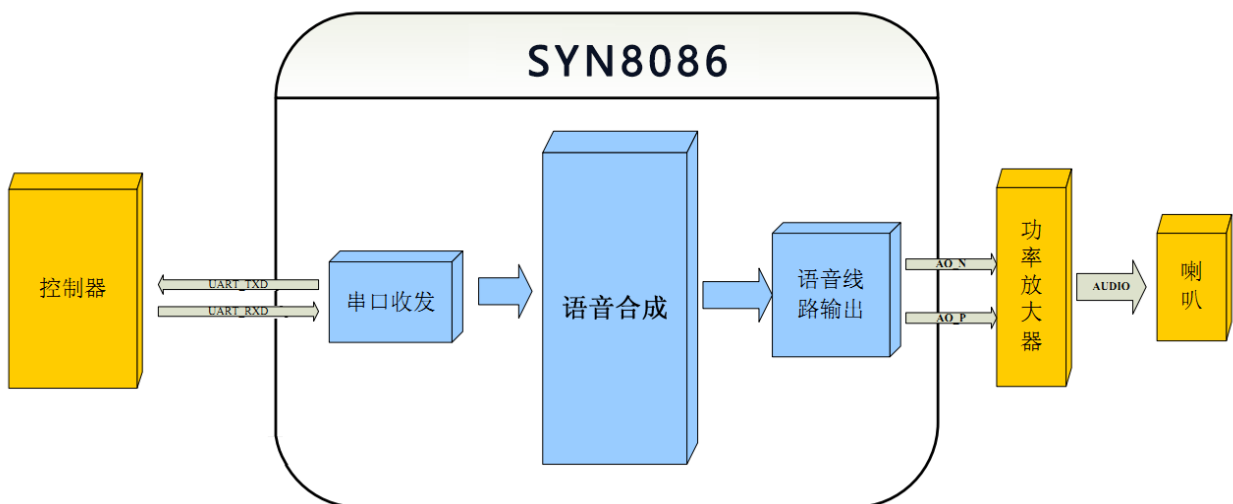 SYN8086
控制器
UART_TXD
UART_RXD
串口收发
语音合成
语音线
路输出
AO_N
AO_P
功
率
放
大
器
AUDIO
喇
叭